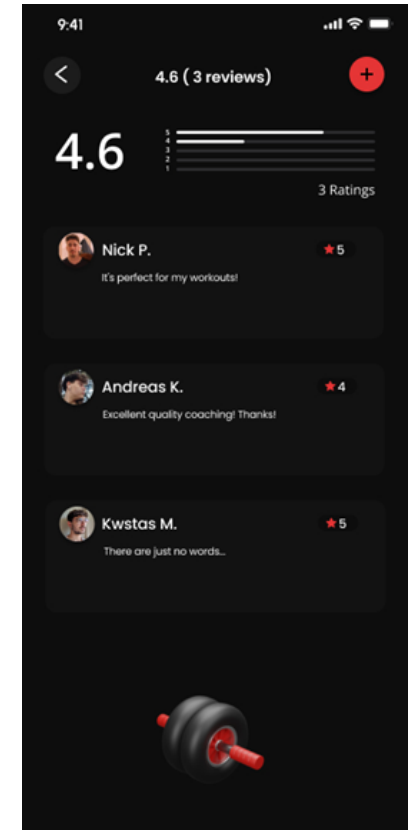 9:41
4.6 ( 3 reviews)
4.6
5
4
3
2
1
3 Ratings
Nick P.
5
It's perfect for my workouts!
Andreas K.
4
Excellent quality coaching! Thanks!
Kwstas M.
5
There are just no words...